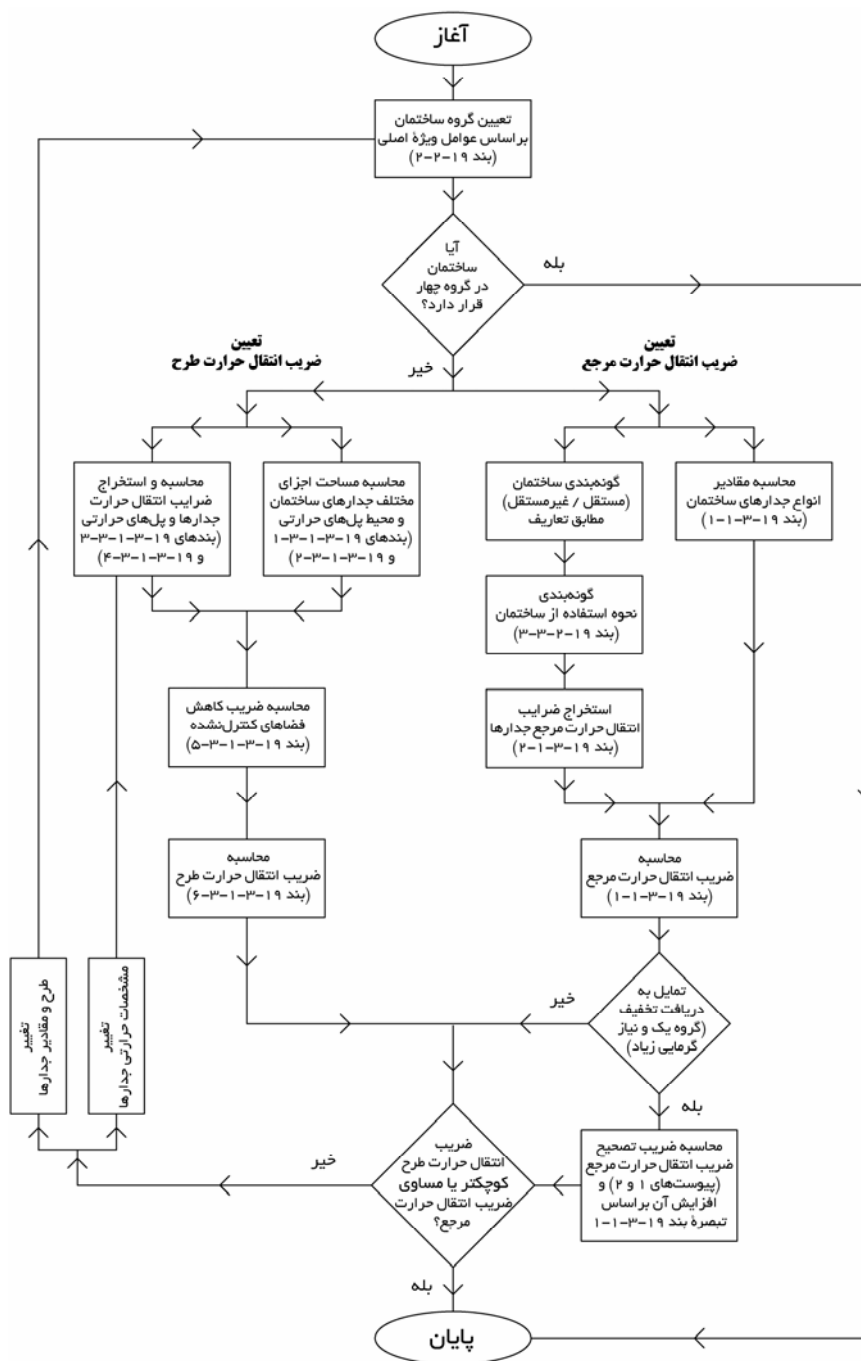 آغاز
تعیین گروه ساختمان
براساس عوامل ویژهٔ اصلی
(بند ۱۹-۲-۲)
آیا
ساختمان
در گروه چهار
قرار دارد؟
بله
خیر
تعیین
ضریب انتقال حرارت مرجع
تعیین
ضریب انتقال حرارت طرح
محاسبه مقادیر
انواع جدارهای ساختمان
(بند ۱۹-۳-۱-۱)
گونه‌بندی ساختمان
(مستقل / غیرمستقل)
مطابق تعاریف
محاسبه مساحت اجزای
مختلف جدارهای ساختمان
و محیط پل‌های حرارتی
(بندهای ۱۹-۳-۱-۳-۱
و ۱۹-۳-۱-۳-۲)
محاسبه و استخراج
ضرایب انتقال حرارت
جدارها و پل‌های حرارتی
(بندهای ۱۹-۳-۱-۳-۳
و ۱۹-۳-۱-۳-۴)
گونه‌بندی
نحوه استفاده از ساختمان
(بند ۱۹-۲-۳-۳)
استخراج ضرایب
انتقال حرارت مرجع جدارها
(بند ۱۹-۳-۱-۲)
محاسبه ضریب کاهش
فضاهای کنترل‌نشده
(بند ۱۹-۳-۱-۳-۵)
محاسبه
ضریب انتقال حرارت مرجع
(بند ۱۹-۳-۱-۱)
محاسبه
ضریب انتقال حرارت طرح
(بند ۱۹-۳-۱-۳-۶)
تمایل به
دریافت تخفیف
(گروه یک و نیاز
گرمایی زیاد)
خیر
بله
محاسبه ضریب تصحیح
ضریب انتقال حرارت مرجع
(پیوست‌های ۱ و ۲) و
افزایش آن براساس
تبصرهٔ بند ۱۹-۳-۱-۱
ضریب
انتقال حرارت طرح
کوچکتر یا مساوی
ضریب انتقال حرارت
مرجع؟
خیر
بله
تغییر
مشخصات حرارتی جدارها
تغییر
طرح و مقادیر جدارها
پایان